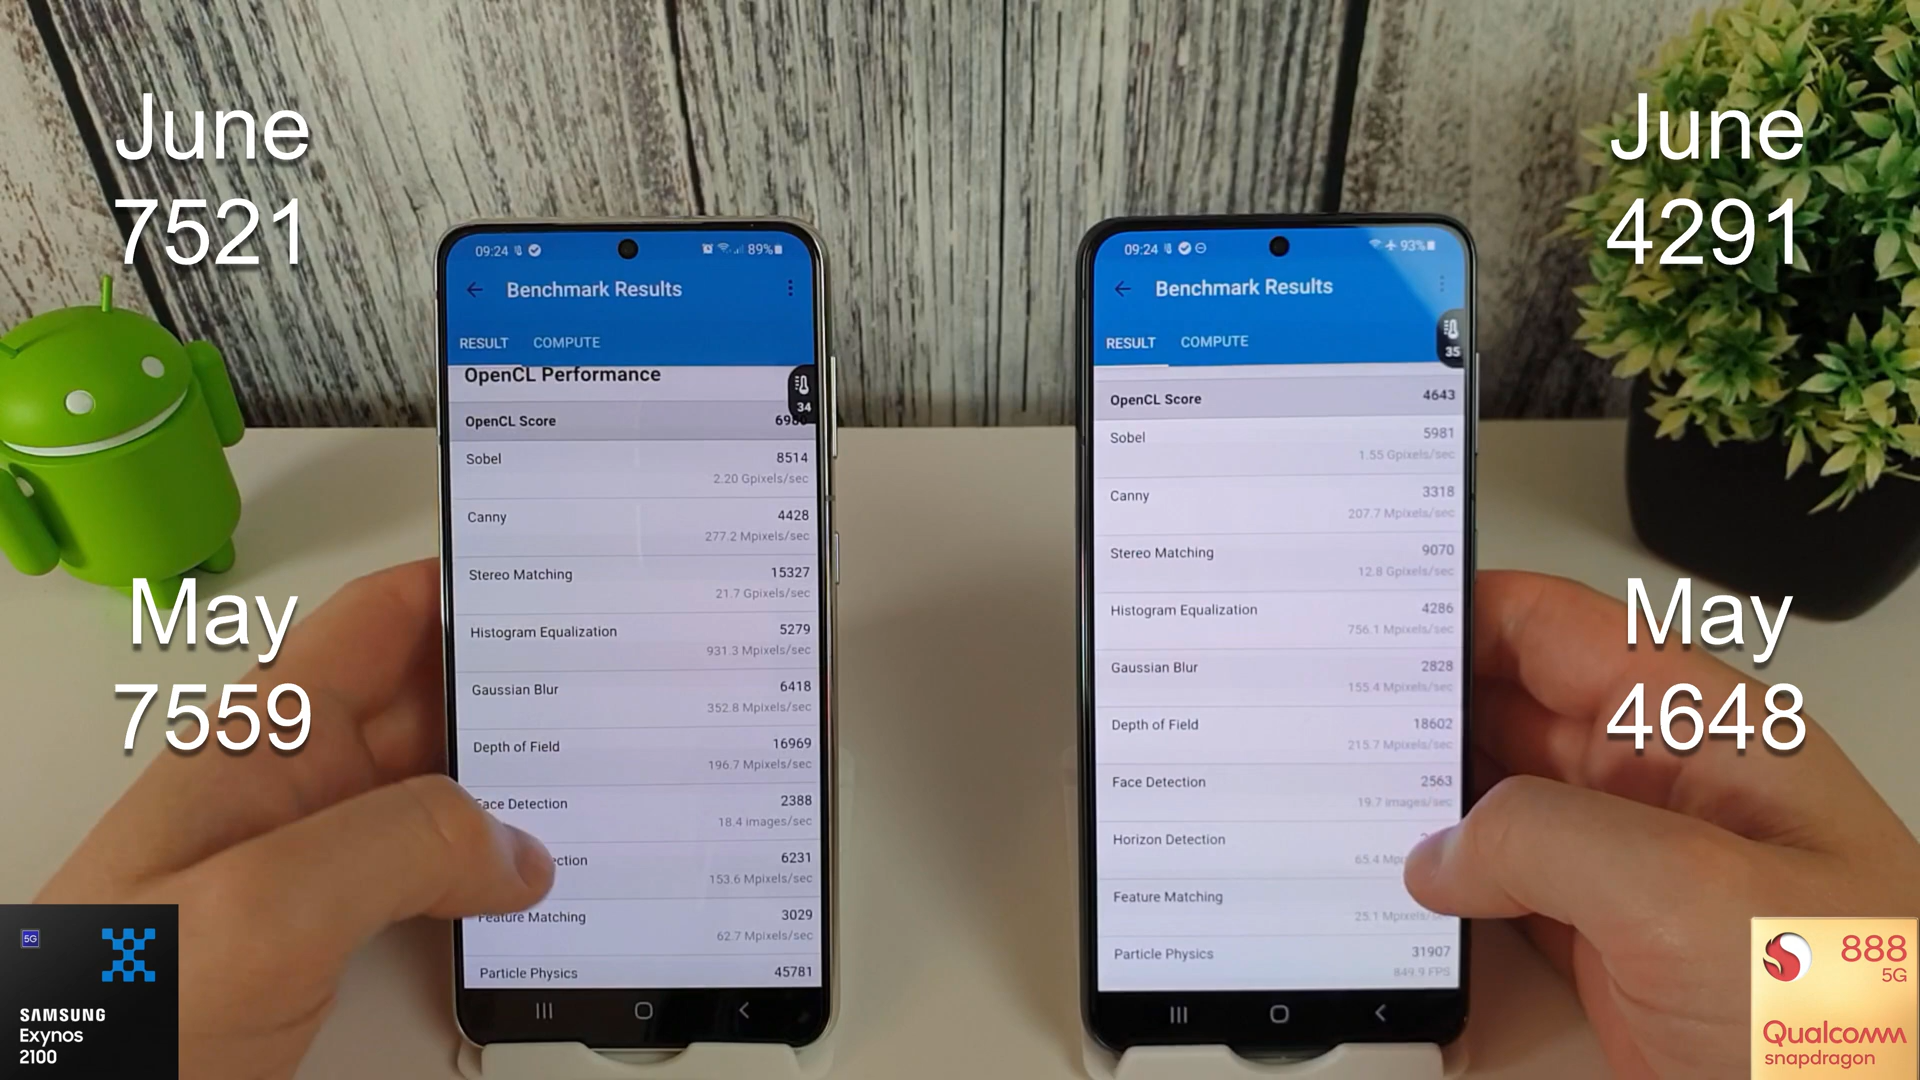 June
7521
May
7559
5G
SAMSUNG
Exynos
2100
09:24
89%
Benchmark Results
RESULT COMPUTE
OpenCL Performance
34
OpenCL Score
Sobel 8514
2.20 Gpixels/sec
Canny 4428
277.2 Mpixels/sec
Stereo Matching 15327
21.7 Gpixels/sec
Histogram Equalization 5279
931.3 Mpixels/sec
Gaussian Blur 6418
352.8 Mpixels/sec
Depth of Field 16969
196.7 Mpixels/sec
Face Detection 2388
18.4 images/sec
6231
153.6 Mpixels/sec
Feature Matching 3029
62.7 Mpixels/sec
Particle Physics 45781
09:24
93%
Benchmark Results
RESULT COMPUTE
35
OpenCL Score 4643
Sobel 5981
1.55 Gpixels/sec
Canny 3318
207.7 Mpixels/sec
Stereo Matching 9070
12.8 Gpixels/sec
Histogram Equalization 4286
756.1 Mpixels/sec
Gaussian Blur 2828
155.4 Mpixels/sec
Depth of Field 18602
215.7 Mpixels/sec
Face Detection 2563
19.7 images/sec
Horizon Detection
65.4
Feature Matching
25.1
Particle Physics 31907
849.9 FPS
June
4291
May
4648
888
5G
Qualcomm
snapdragon